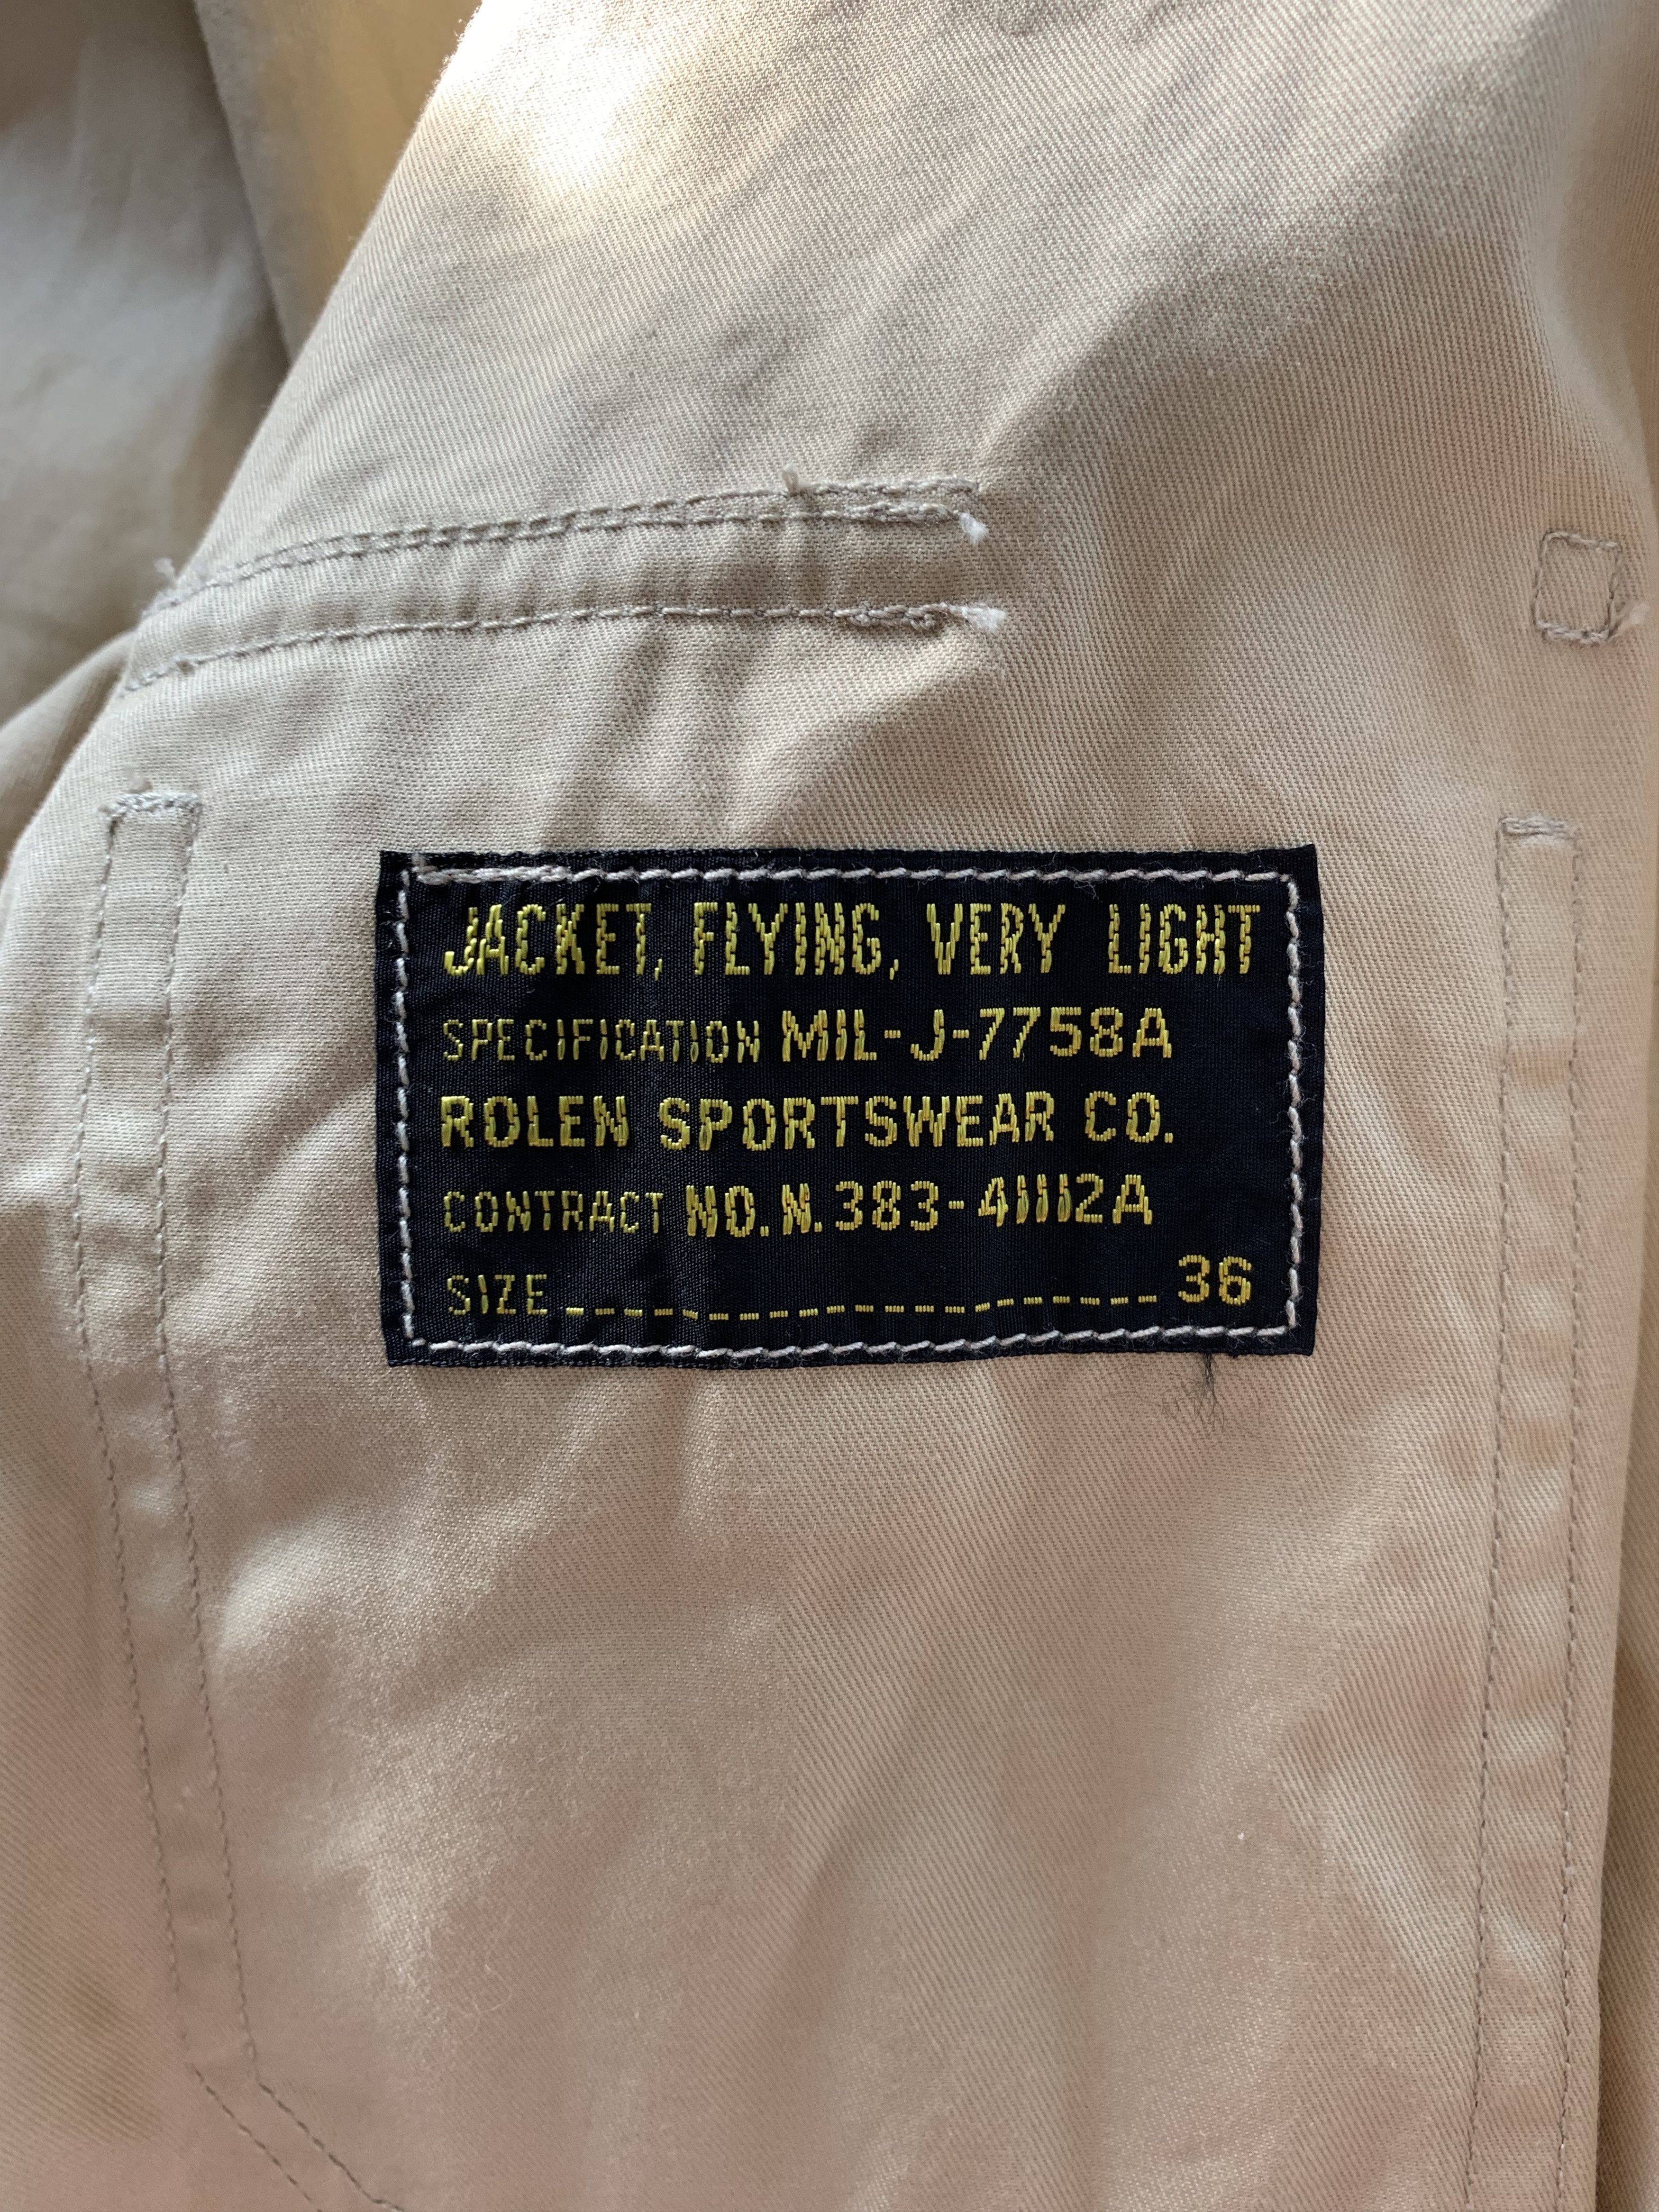 JACKET, FLYING, VERY LIGHT
SPECIFICATION MIL-J-7758A
ROLEN SPORTSWEAR CO.
CONTRACT NO. N. 383-41112A
SIZE ----------------- 36